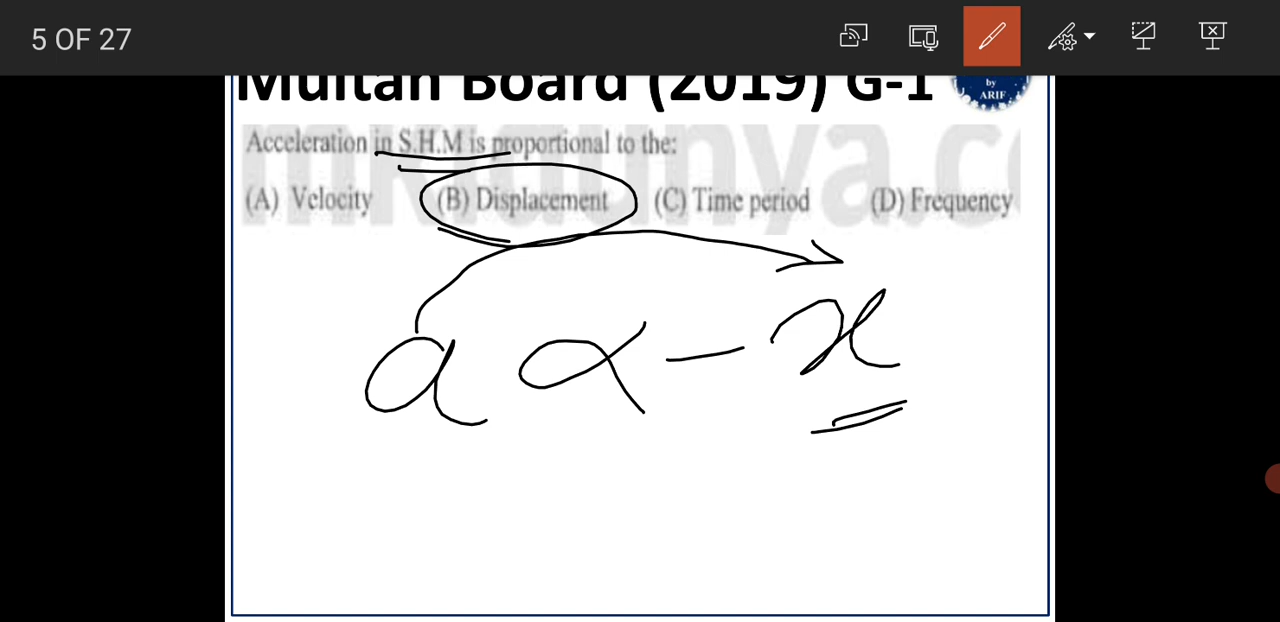 5 OF 27
Multan Board (2019) G-1
by
ARIF
Acceleration in S.H.M is proportional to the:
(A) Velocity (B) Displacement (C) Time period (D) Frequency
a α - x